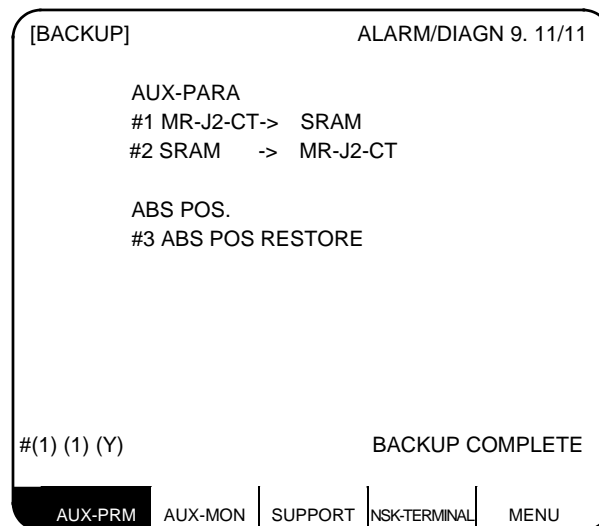 [BACKUP] ALARM/DIAGN 9. 11/11
AUX-PARA
#1 MR-J2-CT-> SRAM
#2 SRAM -> MR-J2-CT
ABS POS.
#3 ABS POS RESTORE
#(1) (1) (Y) BACKUP COMPLETE
AUX-PRM AUX-MON SUPPORT NSK-TERMINAL MENU